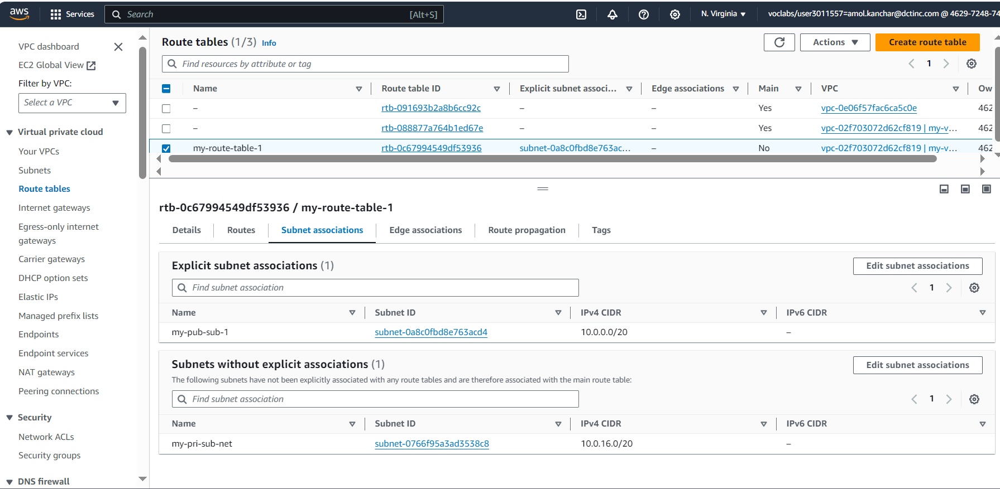 aws
Services
Search
[Alt+S]
N. Virginia
voclabs/user3011557=amol.kanchar@dctinc.com @ 4629-7248-74
VPC dashboard
EC2 Global View
Filter by VPC:
Select a VPC
Virtual private cloud
Your VPCs
Subnets
Route tables
Internet gateways
Egress-only internet
gateways
Carrier gateways
DHCP option sets
Elastic IPs
Managed prefix lists
Endpoints
Endpoint services
NAT gateways
Peering connections
Security
Network ACLs
Security groups
DNS firewall
Route tables (1/3) Info
Actions
Create route table
Find resources by attribute or tag
1
Name Route table ID Explicit subnet associ... Edge associations Main VPC Ow
– rtb-091693b2a8b6cc92c – – Yes vpc-0e06f57fac6ca5c0e 462
– rtb-088877a764b1ed67e – – Yes vpc-02f703072d62cf819 | my-v... 462
my-route-table-1 rtb-0c67994549df53936 subnet-0a8c0fbd8e763ac... – No vpc-02f703072d62cf819 | my-v... 462
rtb-0c67994549df53936 / my-route-table-1
Details Routes Subnet associations Edge associations Route propagation Tags
Explicit subnet associations (1)
Edit subnet associations
Find subnet association
1
Name Subnet ID IPv4 CIDR IPv6 CIDR
my-pub-sub-1 subnet-0a8c0fbd8e763acd4 10.0.0.0/20 –
Subnets without explicit associations (1)
Edit subnet associations
The following subnets have not been explicitly associated with any route tables and are therefore associated with the main route table:
Find subnet association
1
Name Subnet ID IPv4 CIDR IPv6 CIDR
my-pri-sub-net subnet-0766f95a3ad3538c8 10.0.16.0/20 –